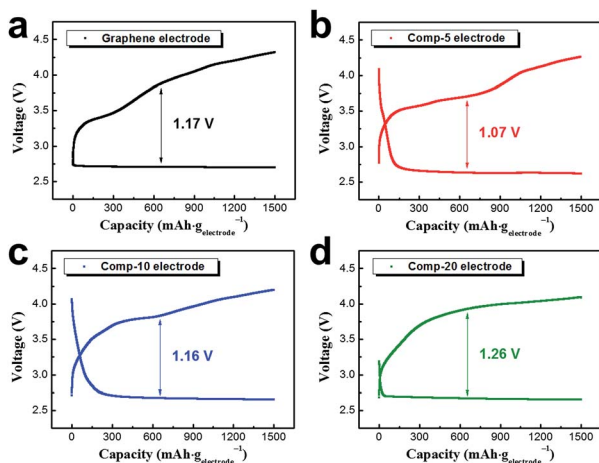 a
Graphene electrode
Voltage (V)
4.5
4.0
3.5
3.0
2.5
1.17 V
0 300 600 900 1200 1500
Capacity (mAh·g electrode ⁻¹)
b
Comp-5 electrode
Voltage (V)
4.5
4.0
3.5
3.0
2.5
1.07 V
0 300 600 900 1200 1500
Capacity (mAh·g electrode ⁻¹)
c
Comp-10 electrode
Voltage (V)
4.5
4.0
3.5
3.0
2.5
1.16 V
0 300 600 900 1200 1500
Capacity (mAh·g electrode ⁻¹)
d
Comp-20 electrode
Voltage (V)
4.5
4.0
3.5
3.0
2.5
1.26 V
0 300 600 900 1200 1500
Capacity (mAh·g electrode ⁻¹)